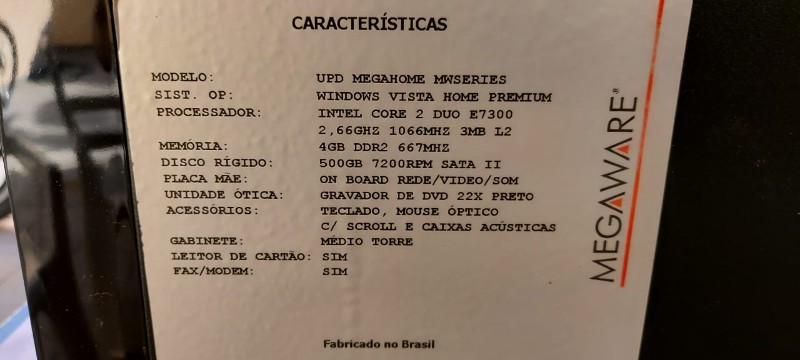 CARACTERÍSTICAS
MODELO: UPD MEGAHOME MWSERIES
SIST. OP: WINDOWS VISTA HOME PREMIUM
PROCESSADOR: INTEL CORE 2 DUO E7300
2,66GHZ 1066MHZ 3MB L2
MEMÓRIA: 4GB DDR2 667MHZ
DISCO RÍGIDO: 500GB 7200RPM SATA II
PLACA MÃE: ON BOARD REDE/VIDEO/SOM
UNIDADE ÓTICA: GRAVADOR DE DVD 22X PRETO
ACESSÓRIOS: TECLADO, MOUSE ÓPTICO
C/ SCROLL E CAIXAS ACÚSTICAS
GABINETE: MÉDIO TORRE
LEITOR DE CARTÃO: SIM
FAX/MODEM: SIM
Fabricado no Brasil
MEGAWARE®